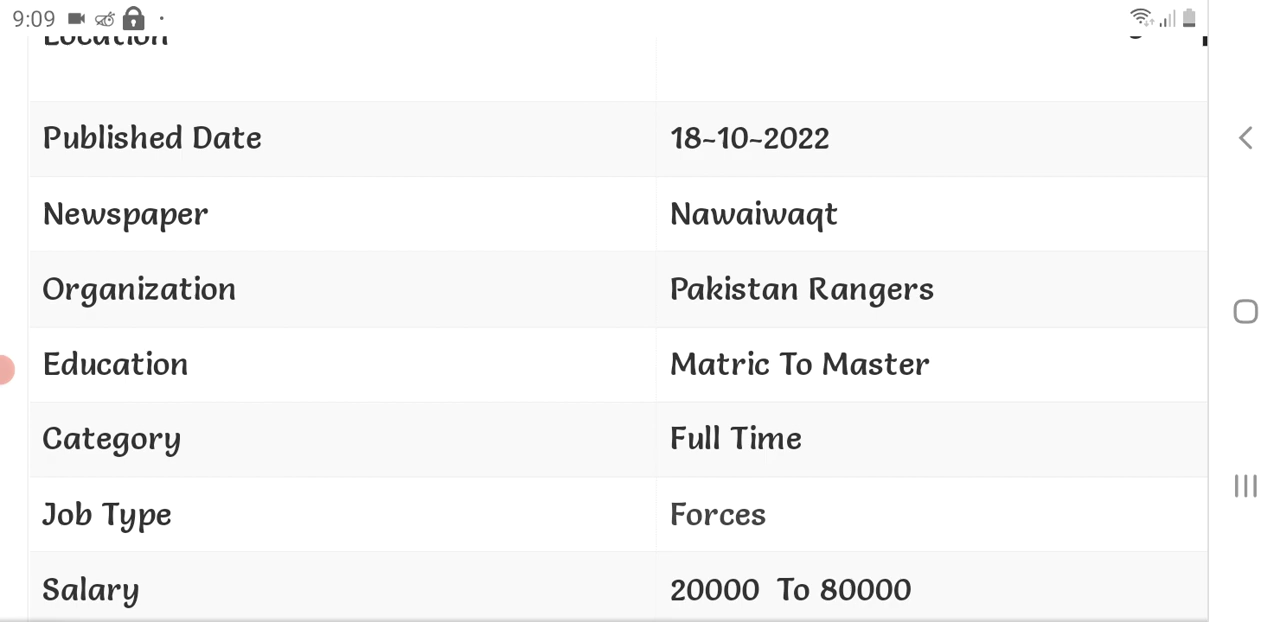 9:09
Location
Published Date 18-10-2022
Newspaper Nawaiwaqt
Organization Pakistan Rangers
Education Matric To Master
Category Full Time
Job Type Forces
Salary 20000 To 80000